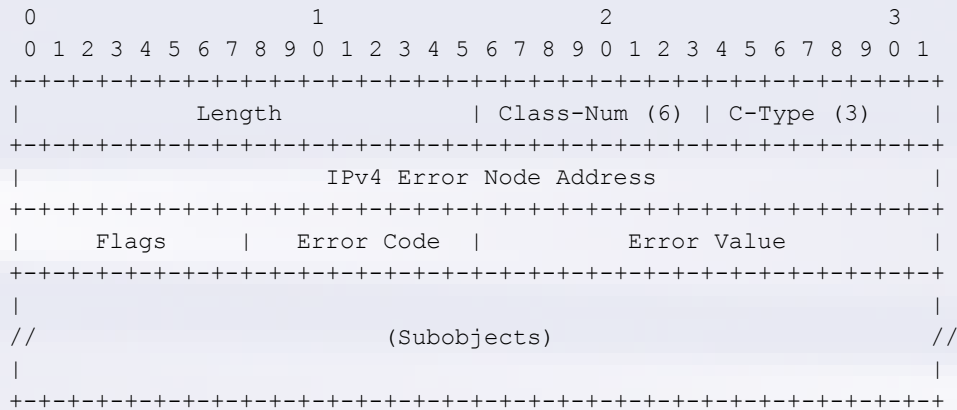 0                   1                   2                   3
 0 1 2 3 4 5 6 7 8 9 0 1 2 3 4 5 6 7 8 9 0 1 2 3 4 5 6 7 8 9 0 1
+-+-+-+-+-+-+-+-+-+-+-+-+-+-+-+-+-+-+-+-+-+-+-+-+-+-+-+-+-+-+-+-+
|            Length             | Class-Num (6) | C-Type (3)    |
+-+-+-+-+-+-+-+-+-+-+-+-+-+-+-+-+-+-+-+-+-+-+-+-+-+-+-+-+-+-+-+-+
|                     IPv4 Error Node Address                   |
+-+-+-+-+-+-+-+-+-+-+-+-+-+-+-+-+-+-+-+-+-+-+-+-+-+-+-+-+-+-+-+-+
|     Flags     |   Error Code  |          Error Value          |
+-+-+-+-+-+-+-+-+-+-+-+-+-+-+-+-+-+-+-+-+-+-+-+-+-+-+-+-+-+-+-+-+
|                                                               |
//                        (Subobjects)                          //
|                                                               |
+-+-+-+-+-+-+-+-+-+-+-+-+-+-+-+-+-+-+-+-+-+-+-+-+-+-+-+-+-+-+-+-+